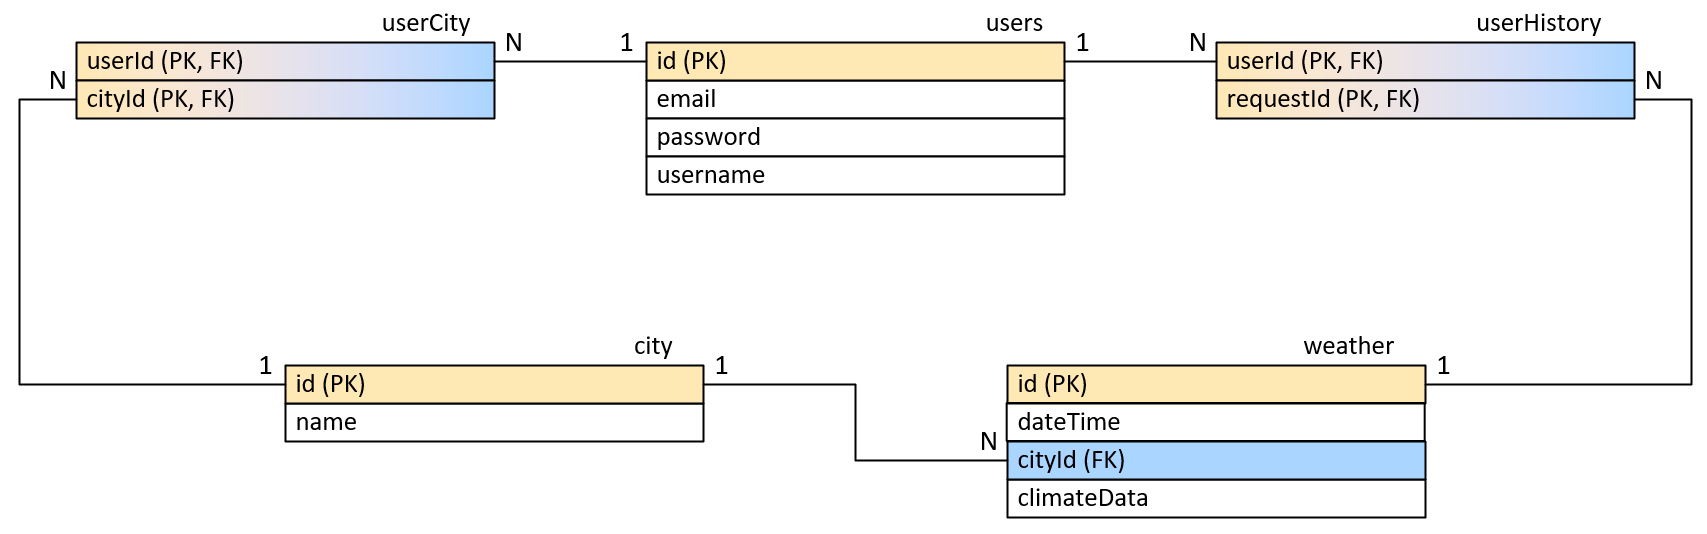 userCity
N
userId (PK, FK)
N
cityId (PK, FK)
users
1
1
id (PK)
email
password
username
userHistory
N
userId (PK, FK)
N
requestId (PK, FK)
city
1
1
id (PK)
name
weather
1
id (PK)
dateTime
N
cityId (FK)
climateData